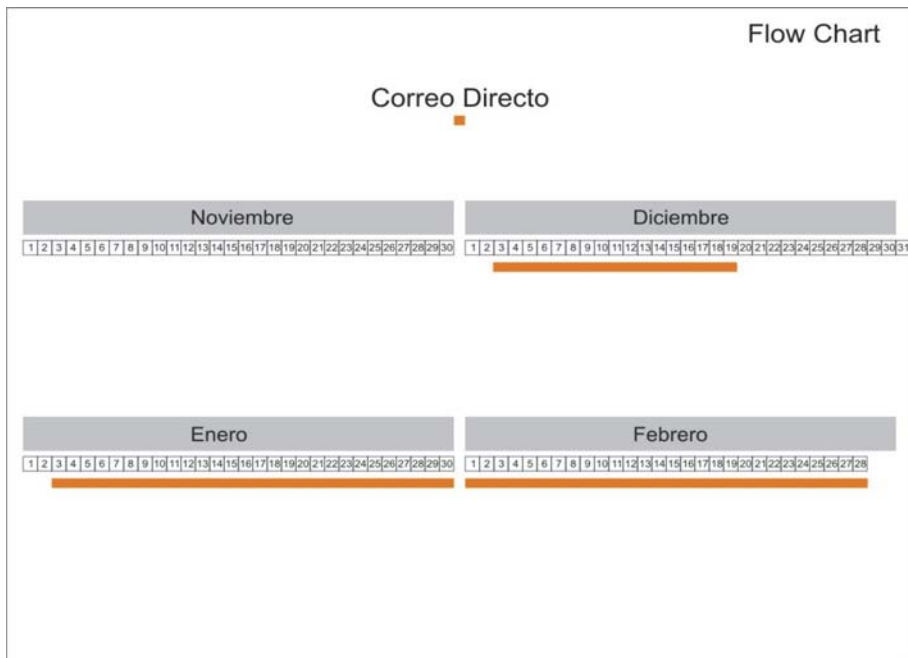 Flow Chart
Correo Directo
Noviembre
Diciembre
1 2 3 4 5 6 7 8 9 10 11 12 13 14 15 16 17 18 19 20 21 22 23 24 25 26 27 28 29 30
1 2 3 4 5 6 7 8 9 10 11 12 13 14 15 16 17 18 19 20 21 22 23 24 25 26 27 28 29 30 31
Enero
Febrero
1 2 3 4 5 6 7 8 9 10 11 12 13 14 15 16 17 18 19 20 21 22 23 24 25 26 27 28 29 30
1 2 3 4 5 6 7 8 9 10 11 12 13 14 15 16 17 18 19 20 21 22 23 24 25 26 27 28